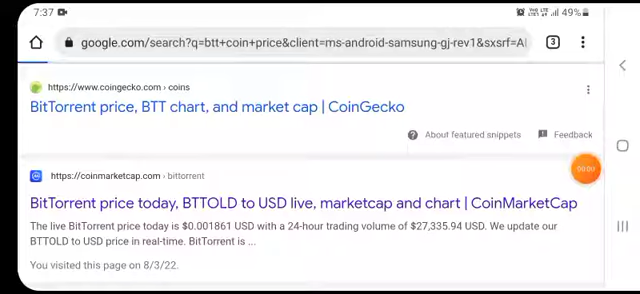 7:37
49%
google.com/search?q=btt+coin+price&client=ms-android-samsung-gj-rev1&sxsrf=A
3
https://www.coingecko.com › coins
BitTorrent price, BTT chart, and market cap | CoinGecko
About featured snippets
Feedback
https://coinmarketcap.com › bittorrent
00:00
BitTorrent price today, BTTOLD to USD live, marketcap and chart | CoinMarketCap
The live BitTorrent price today is $0.001861 USD with a 24-hour trading volume of $27,335.94 USD. We update our
BTTOLD to USD price in real-time. BitTorrent is ...
You visited this page on 8/3/22.